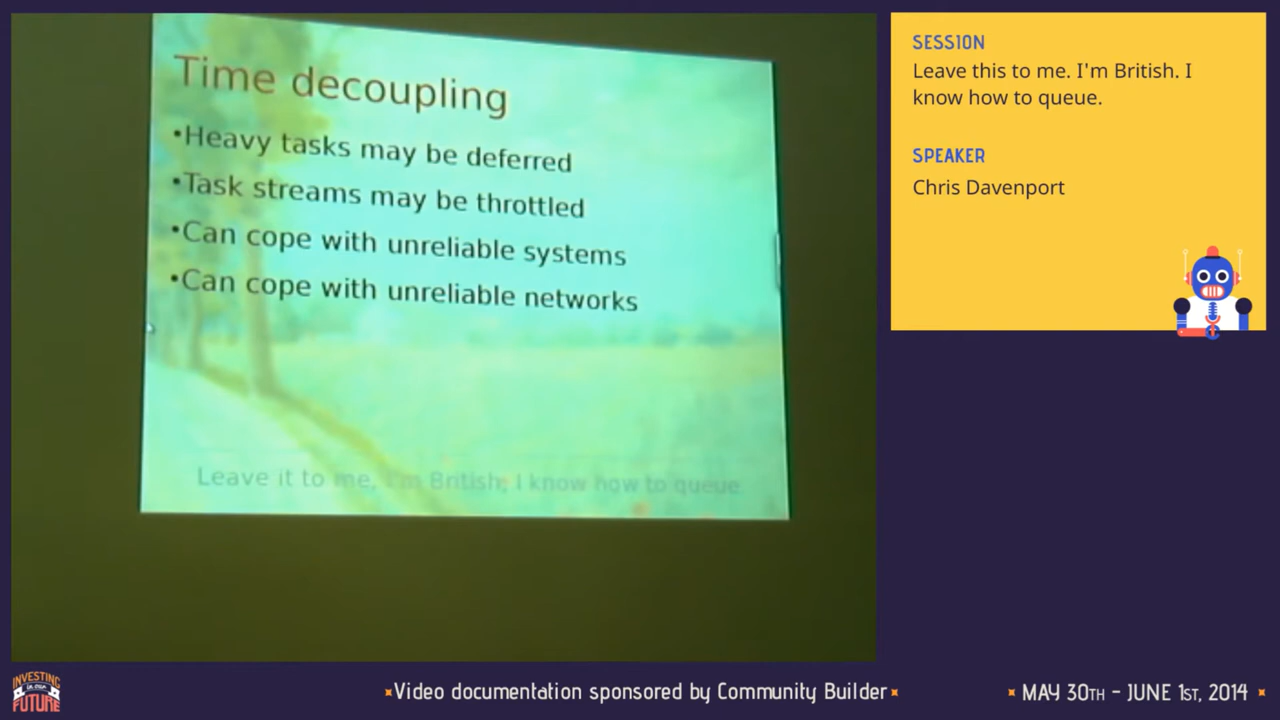 Time decoupling
•Heavy tasks may be deferred
•Task streams may be throttled
•Can cope with unreliable systems
•Can cope with unreliable networks
Leave it to me, I'm British; I know how to queue.
SESSION
Leave this to me. I'm British. I
know how to queue.
SPEAKER
Chris Davenport
INVESTING
IN OUR
FUTURE
Video documentation sponsored by Community Builder
MAY 30TH - JUNE 1ST, 2014